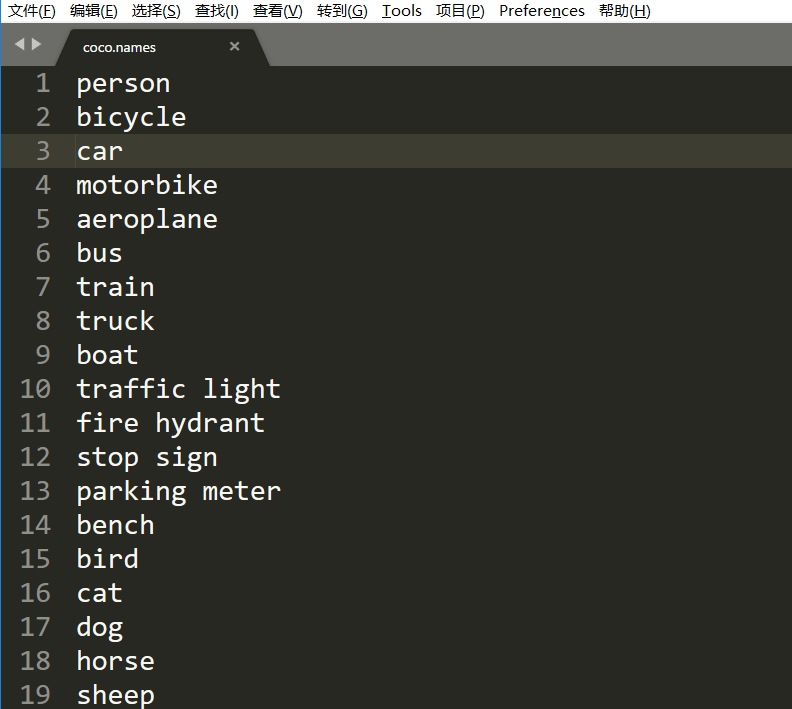 文件(F) 编辑(E) 选择(S) 查找(I) 查看(V) 转到(G) Tools 项目(P) Preferences 帮助(H)
coco.names ×
1 person
2 bicycle
3 car
4 motorbike
5 aeroplane
6 bus
7 train
8 truck
9 boat
10 traffic light
11 fire hydrant
12 stop sign
13 parking meter
14 bench
15 bird
16 cat
17 dog
18 horse
19 sheep